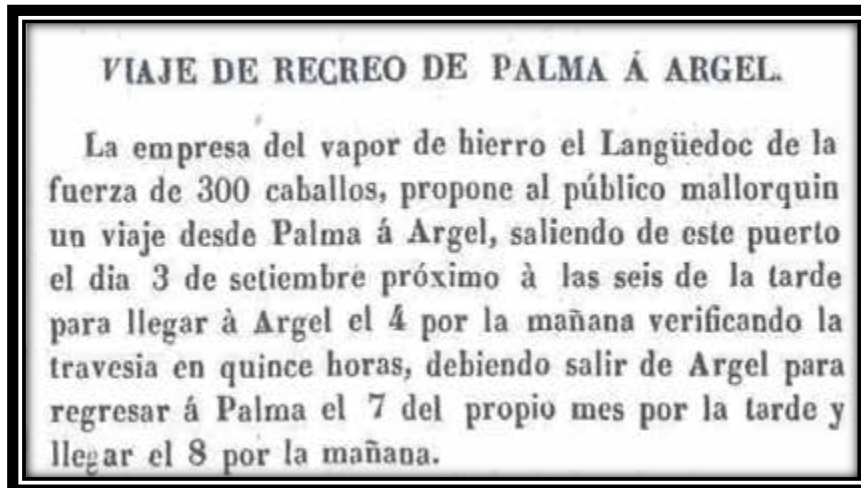 VIAJE DE RECREO DE PALMA Á ARGEL.
La empresa del vapor de hierro el Langüedoc de la
fuerza de 300 caballos, propone al público mallorquin
un viaje desde Palma á Argel, saliendo de este puerto
el dia 3 de setiembre próximo à las seis de la tarde
para llegar à Argel el 4 por la mañana verificando la
travesia en quince horas, debiendo salir de Argel para
regresar á Palma el 7 del propio mes por la tarde y
llegar el 8 por la mañana.